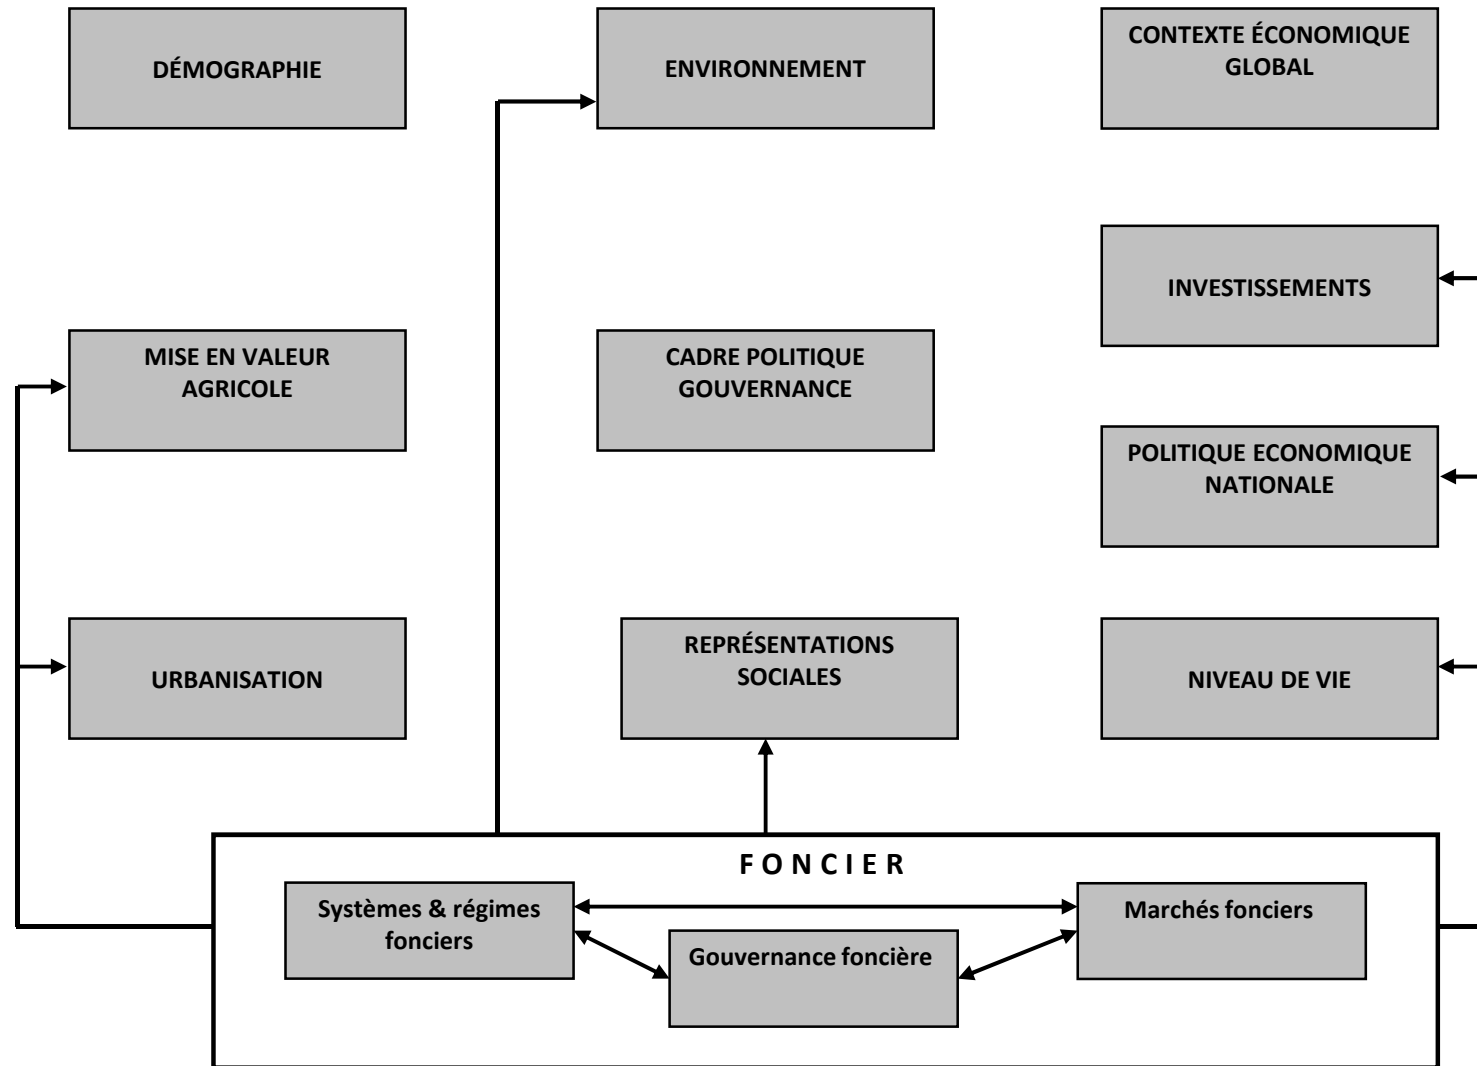 DÉMOGRAPHIE
ENVIRONNEMENT
CONTEXTE ÉCONOMIQUE
GLOBAL
INVESTISSEMENTS
MISE EN VALEUR
AGRICOLE
CADRE POLITIQUE
GOUVERNANCE
POLITIQUE ECONOMIQUE
NATIONALE
URBANISATION
REPRÉSENTATIONS
SOCIALES
NIVEAU DE VIE
F O N C I E R
Systèmes & régimes
fonciers
Gouvernance foncière
Marchés fonciers